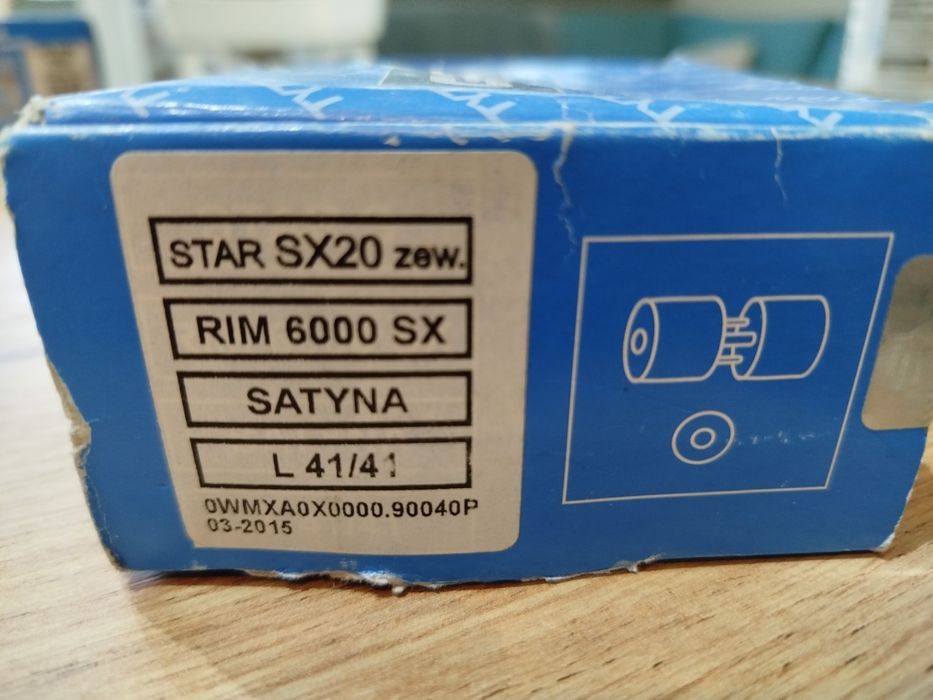 STAR SX20 zew.
RIM 6000 SX
SATYNA
L 41/41
0WMXA0X0000.90040P
03-2015